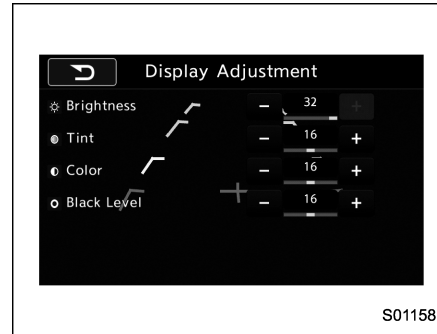 Display Adjustment
Brightness - 32 +
Tint - 16 +
Color - 16 +
Black Level - 16 +
S01158